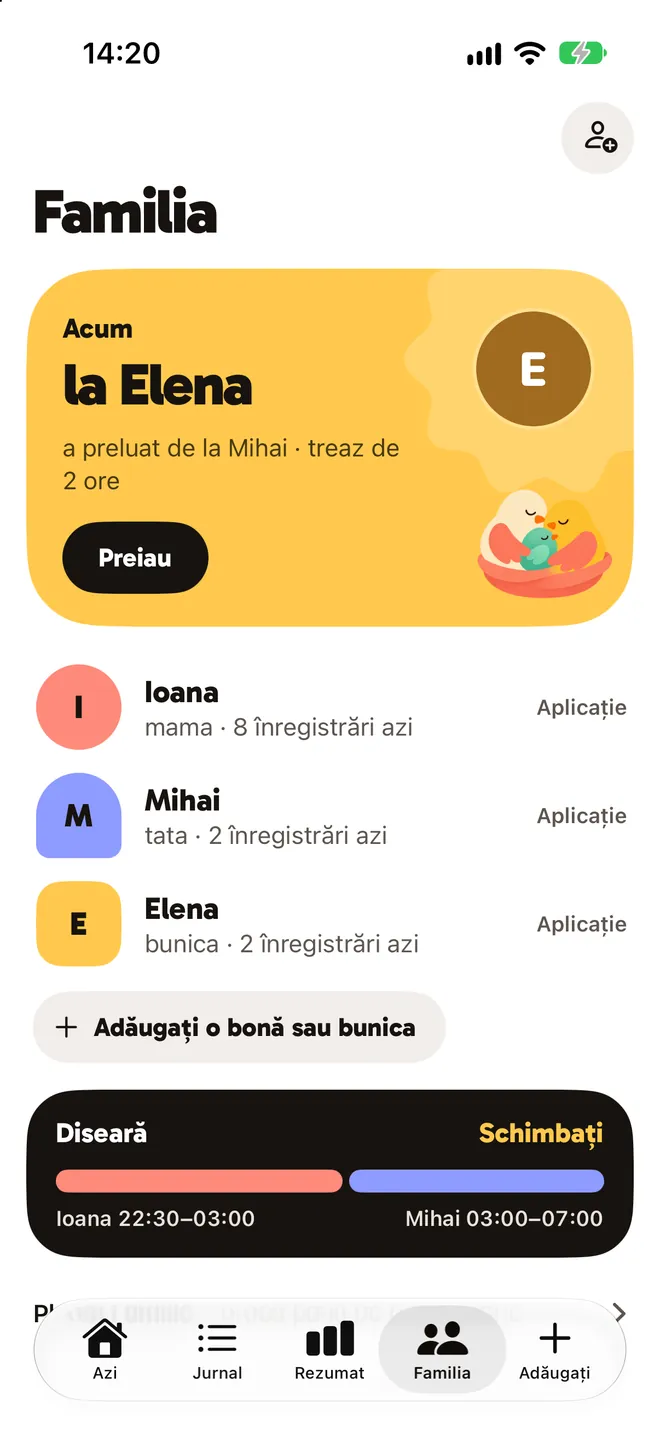 14:20
Familia
Acum
la Elena
E
a preluat de la Mihai · treaz de
2 ore
Preiau
I
Ioana
mama · 8 înregistrări azi
Aplicație
M
Mihai
tata · 2 înregistrări azi
Aplicație
E
Elena
bunica · 2 înregistrări azi
Aplicație
+ Adăugați o bonă sau bunica
Diseară
Schimbați
Ioana 22:30–03:00
Mihai 03:00–07:00
Azi
Jurnal
Rezumat
Familia
Adăugați